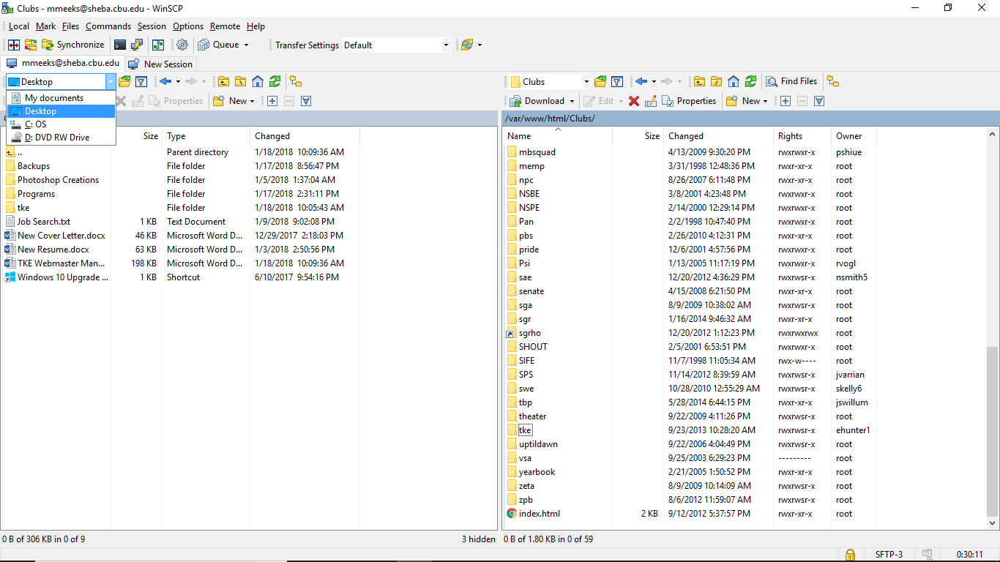 Clubs - mmeeks@sheba.cbu.edu - WinSCP
Local Mark Files Commands Session Options Remote Help
Synchronize Queue Transfer Settings Default
mmeeks@sheba.cbu.edu New Session
Desktop
Clubs Find Files
My documents
Desktop
C: OS
D: DVD RW Drive
Properties New
Download Edit Properties New
/var/www/html/Clubs/
Size Type Changed
.. Parent directory 1/18/2018 10:09:36 AM
Backups File folder 1/17/2018 8:56:47 PM
Photoshop Creations File folder 1/5/2018 1:37:04 AM
Programs File folder 1/17/2018 2:31:11 PM
tke File folder 1/18/2018 10:05:43 AM
Job Search.txt 1 KB Text Document 1/9/2018 9:02:08 PM
New Cover Letter.docx 46 KB Microsoft Word D... 12/29/2017 2:18:03 PM
New Resume.docx 63 KB Microsoft Word D... 1/3/2018 2:50:56 PM
TKE Webmaster Man... 198 KB Microsoft Word D... 1/18/2018 10:09:36 AM
Windows 10 Upgrade ... 1 KB Shortcut 6/10/2017 9:54:16 PM
Name Size Changed Rights Owner
mbsquad 4/13/2009 9:30:20 PM rwxrwxr-x pshiue
memp 3/31/1998 12:48:36 PM rwxrwxr-x root
npc 8/26/2007 6:11:48 PM rwxr-xr-x root
NSBE 3/8/2001 4:23:48 PM rwxrwxr-x root
NSPE 2/14/2000 12:29:14 PM rwxrwxr-x root
Pan 2/2/1998 10:47:40 PM rwxrwxr-x root
pbs 2/26/2010 4:12:31 PM rwxrwsr-x root
pride 12/6/2001 4:57:56 PM rwxrwxr-x root
Psi 1/13/2005 11:17:19 PM rwxrwxr-x rvogl
sae 12/20/2012 4:36:29 PM rwxrwsr-x nsmith5
senate 4/15/2008 6:21:50 PM rwxr-xr-x root
sga 8/9/2009 10:38:02 AM rwxrwsr-x root
sgr 1/16/2014 9:46:32 AM rwxr-xr-x root
sgrho 12/20/2012 1:12:23 PM rwxrwxrwx root
SHOUT 2/5/2001 6:53:51 PM rwxrwxr-x root
SIFE 11/7/1998 11:05:34 AM rwx-w---- root
SPS 11/14/2012 8:39:59 AM rwxrwsr-x jvarrian
swe 10/28/2010 12:55:29 AM rwxrwsr-x skelly6
tbp 5/28/2014 6:44:15 PM rwxr-xr-x jswillum
theater 9/22/2009 4:11:26 PM rwxrwsr-x root
tke 9/23/2013 10:28:20 AM rwxrwsr-x ehunter1
uptildawn 9/22/2006 4:04:49 PM rwxrwsr-x root
vsa 9/25/2003 6:29:23 PM --------- root
yearbook 2/21/2005 1:50:52 PM rwxr-xr-x root
zeta 8/9/2009 10:14:09 AM rwxrwsr-x root
zpb 8/6/2012 11:59:07 AM rwxrwsr-x root
index.html 2 KB 9/12/2012 5:37:57 PM rwxr-xr-x root
0 B of 306 KB in 0 of 9 3 hidden 0 B of 1.80 KB in 0 of 59
SFTP-3 0:30:11